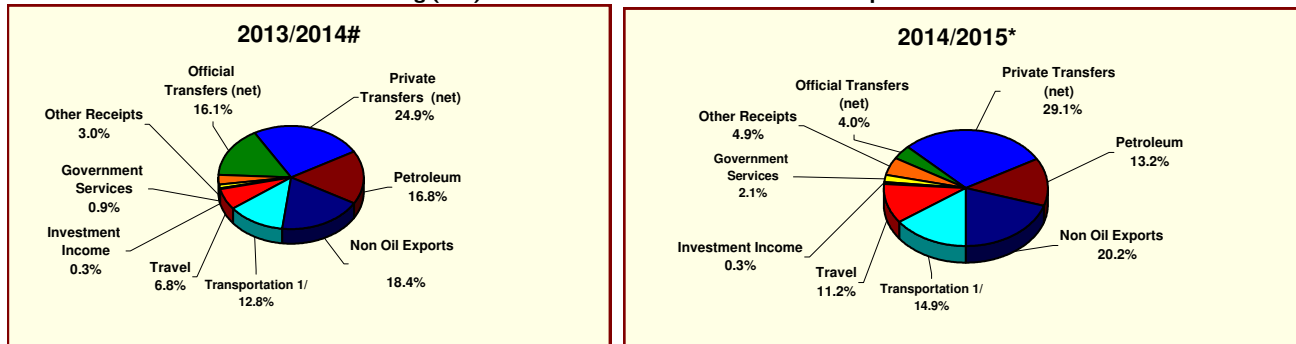 2013/2014#
Official
Transfers (net)
16.1%
Private
Transfers (net)
24.9%
Other Receipts
3.0%
Government
Services
0.9%
Petroleum
16.8%
Investment
Income
0.3%
Travel
6.8%
Transportation 1/
12.8%
Non Oil Exports
18.4%
2014/2015*
Official Transfers
(net)
4.0%
Private Transfers
(net)
29.1%
Other Receipts
4.9%
Government
Services
2.1%
Petroleum
13.2%
Investment Income
0.3%
Travel
11.2%
Transportation 1/
14.9%
Non Oil Exports
20.2%